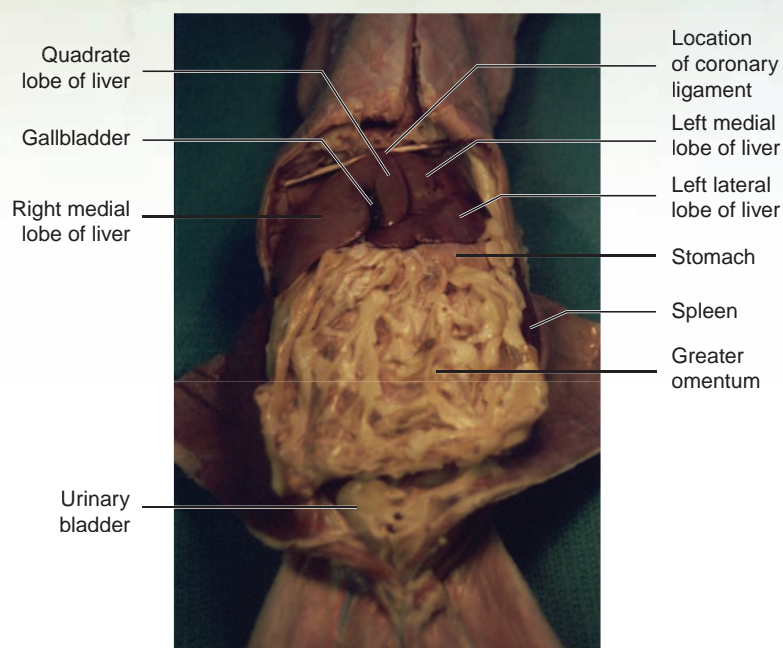 Quadrate
lobe of liver
Gallbladder
Right medial
lobe of liver
Urinary
bladder
Location
of coronary
ligament
Left medial
lobe of liver
Left lateral
lobe of liver
Stomach
Spleen
Greater
omentum